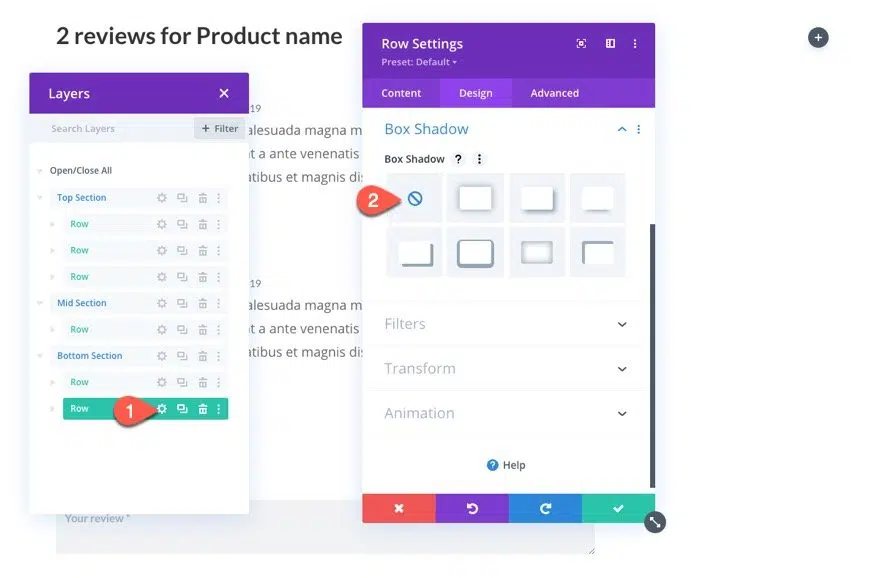 2 reviews for Product name
Layers
Search Layers
+ Filter
Open/Close All
Top Section
Row
Row
Row
Mid Section
Row
Bottom Section
Row
Row
1
19
alesuada magna m
t a ante venenatis
atibus et magnis dis
19
alesuada magna m
t a ante venenatis
atibus et magnis dis
Your review *
Row Settings
Preset: Default
Content
Design
Advanced
Box Shadow
Box Shadow ?
2
Filters
Transform
Animation
? Help